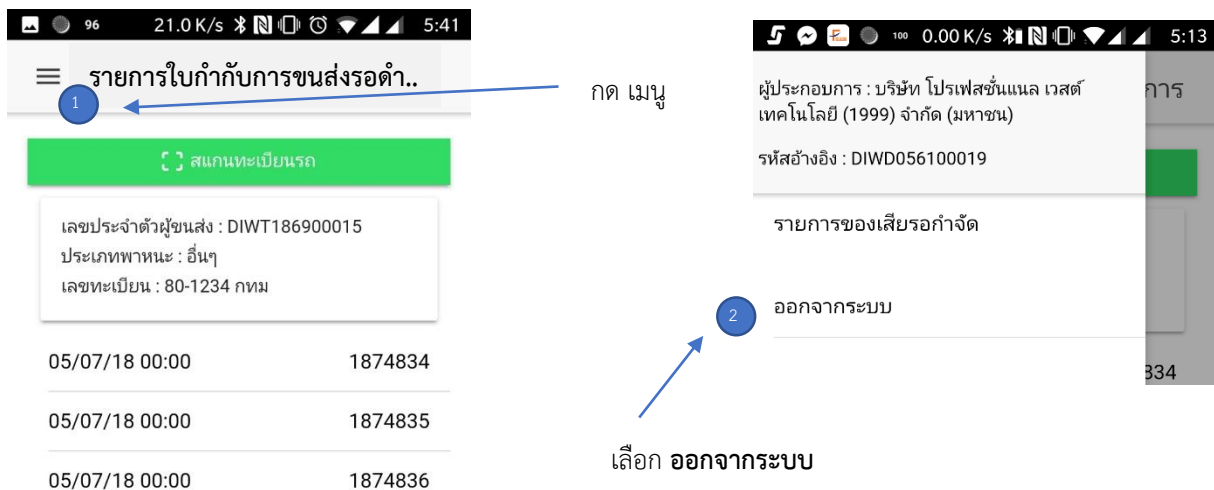 96 21.0 K/s 5:41
รายการใบกำกับการขนส่งรอดำ..
1
กด เมนู
สแกนทะเบียนรถ
เลขประจำตัวผู้ขนส่ง : DIWT186900015
ประเภทพาหนะ : อื่นๆ
เลขทะเบียน : 80-1234 กทม
05/07/18 00:00 1874834
05/07/18 00:00 1874835
05/07/18 00:00 1874836
100 0.00 K/s 5:13
ผู้ประกอบการ : บริษัท โปรเฟสชั่นแนล เวสต์
เทคโนโลยี (1999) จำกัด (มหาชน)
การ
รหัสอ้างอิง : DIWD056100019
รายการของเสียรอกำจัด
2
ออกจากระบบ
834
เลือก ออกจากระบบ